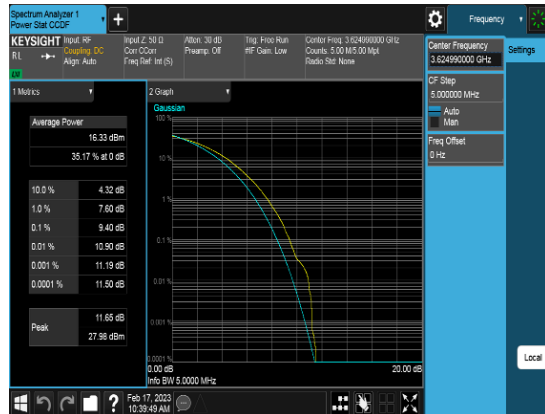 Spectrum Analyzer 1
Power Stat CCDF
Frequency
KEYSIGHT
RL
Input: RF
Coupling: DC
Align: Auto
Input Z: 50 Ω
Corr CCorr
Freq Ref: Int (S)
Atten: 30 dB
Preamp: Off
Trig: Free Run
#IF Gain: Low
Center Freq: 3.624990000 GHz
Counts: 5.00 M/5.00 Mpt
Radio Std: None
Center Frequency
3.624990000 GHz
Settings
CF Step
5.000000 MHz
Auto
Man
Freq Offset
0 Hz
1 Metrics
2 Graph
Gaussian
Average Power
16.33 dBm
35.17 % at 0 dB
10.0 % 4.32 dB
1.0 % 7.60 dB
0.1 % 9.40 dB
0.01 % 10.90 dB
0.001 % 11.19 dB
0.0001 % 11.50 dB
Peak
11.65 dB
27.98 dBm
100 %
10 %
1 %
0.1 %
0.01 %
0.001 %
0.0001 %
0.00 dB
20.00 dB
Info BW 5.0000 MHz
Local
Feb 17, 2023
10:39:49 AM